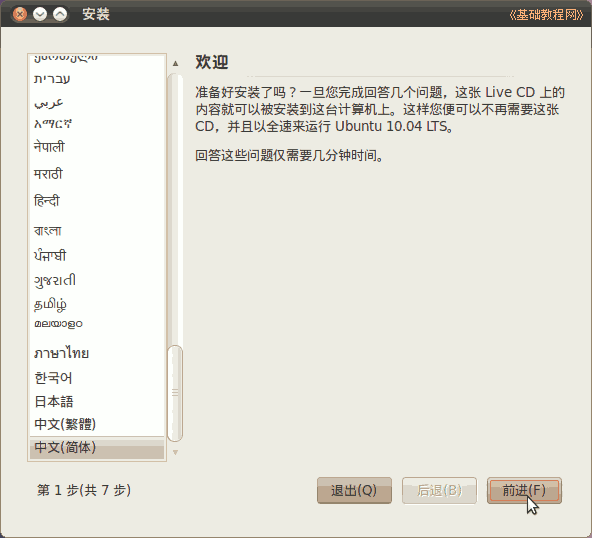 安装
《基础教程网》
עברית
عربي
አማርኛ
नेपाली
मराठी
हिन्दी
বাংলা
ਪੰਜਾਬੀ
ગુજરાતી
தமிழ்
മലയാളം
ภาษาไทย
한국어
日本語
中文(繁體)
中文(简体)
欢迎
准备好安装了吗？一旦您完成回答几个问题，这张 Live CD 上的
内容就可以被安装到这台计算机上。这样您便可以不再需要这张
CD，并且以全速来运行 Ubuntu 10.04 LTS。
回答这些问题仅需要几分钟时间。
第 1 步(共 7 步)
退出(Q)
后退(B)
前进(F)